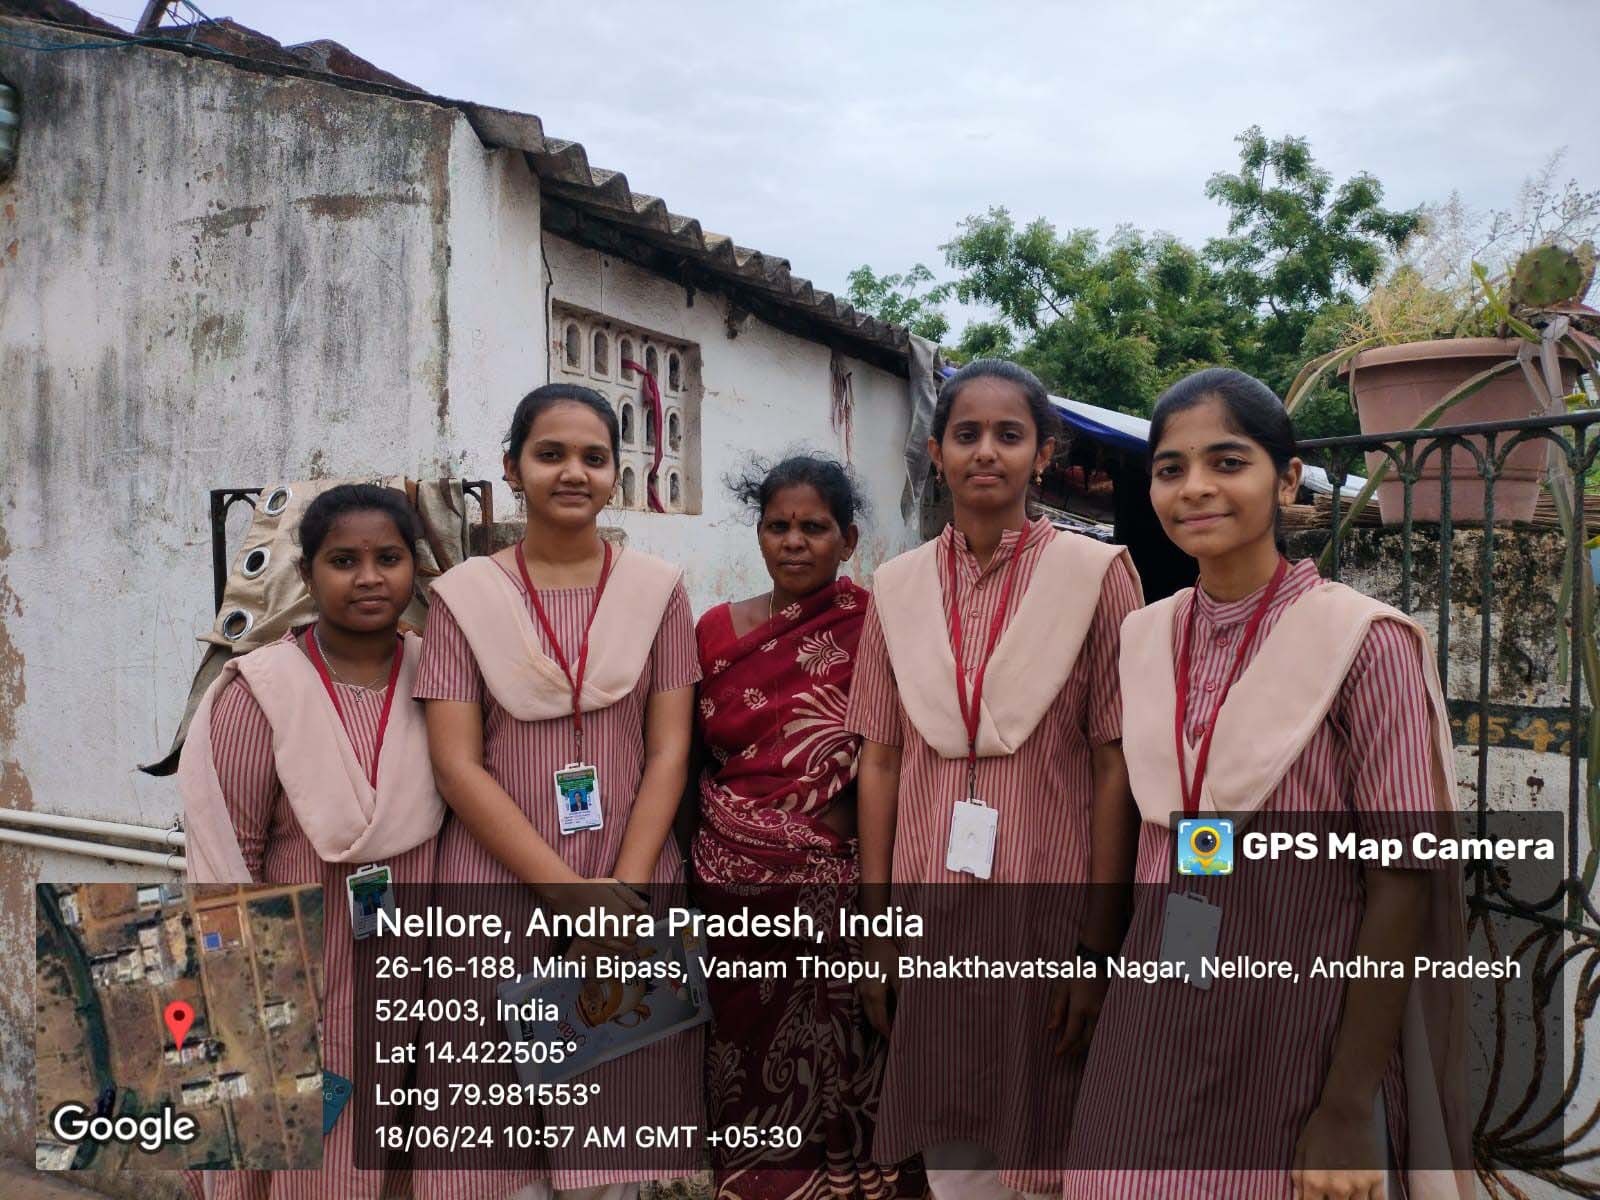 GPS Map Camera
Nellore, Andhra Pradesh, India
26-16-188, Mini Bipass, Vanam Thopu, Bhakthavatsala Nagar, Nellore, Andhra Pradesh
524003, India
Lat 14.422505°
Long 79.981553°
18/06/24 10:57 AM GMT +05:30
Google